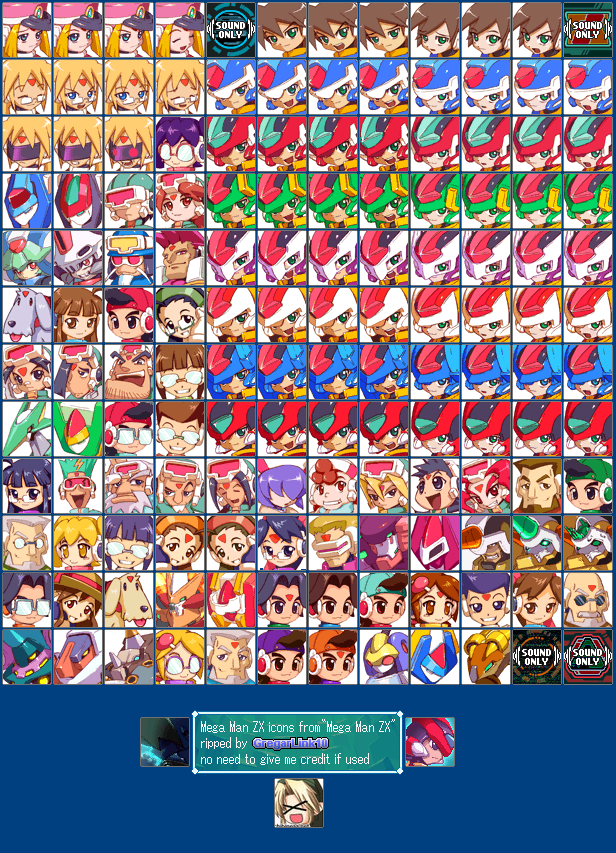 SOUND
ONLY
SOUND
ONLY
SOUND
ONLY
SOUND
ONLY
Mega Man ZX icons from"Mega Man ZX"
ripped by GregarLink10
no need to give me credit if used